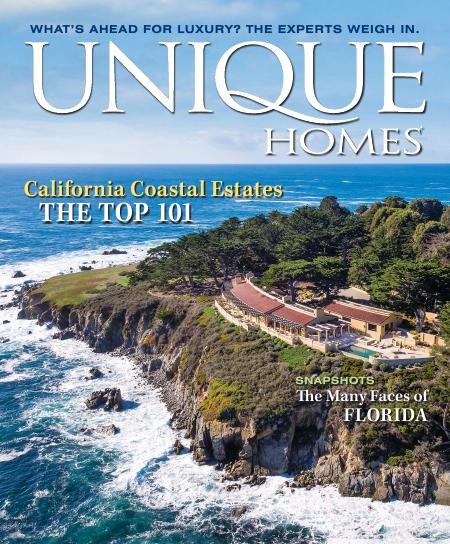 WHAT'S AHEAD FOR LUXURY? THE EXPERTS WEIGH IN.
UNIQUE
HOMES
California Coastal Estates
THE TOP 101
SNAPSHOTS
The Many Faces of
FLORIDA